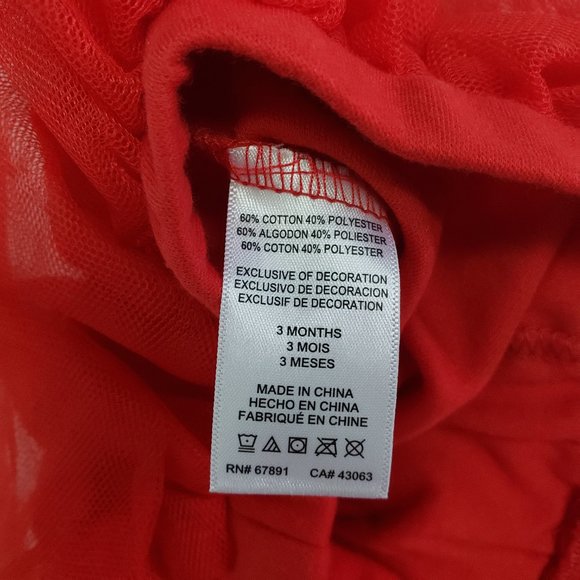 60% COTTON 40% POLYESTER
60% ALGODON 40% POLIESTER
60% COTON 40% POLYESTER
EXCLUSIVE OF DECORATION
EXCLUSIVO DE DECORACION
EXCLUSIF DE DECORATION
3 MONTHS
3 MOIS
3 MESES
MADE IN CHINA
HECHO EN CHINA
FABRIQUÉ EN CHINE
RN# 67891 CA# 43063